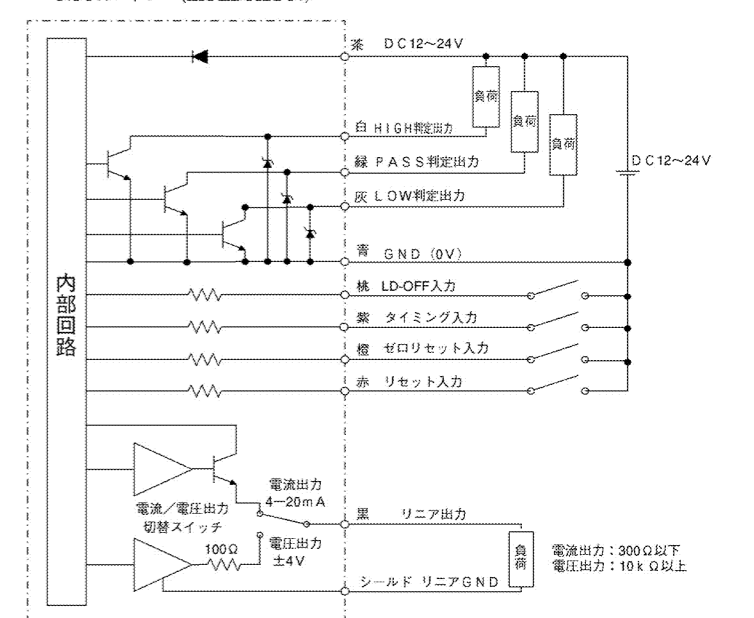 茶 DC12～24V
負荷
負荷
負荷
白 HIGH判定出力
緑 PASS判定出力
灰 LOW判定出力
DC12～24V
青 GND (0V)
桃 LD-OFF入力
紫 タイミング入力
橙 ゼロリセット入力
赤 リセット入力
内部回路
電流出力
4―20mA
電流／電圧出力
切替スイッチ
100Ω
電圧出力
±4V
黒 リニア出力
負荷
電流出力：300Ω以下
電圧出力：10kΩ以上
シールド リニアGND